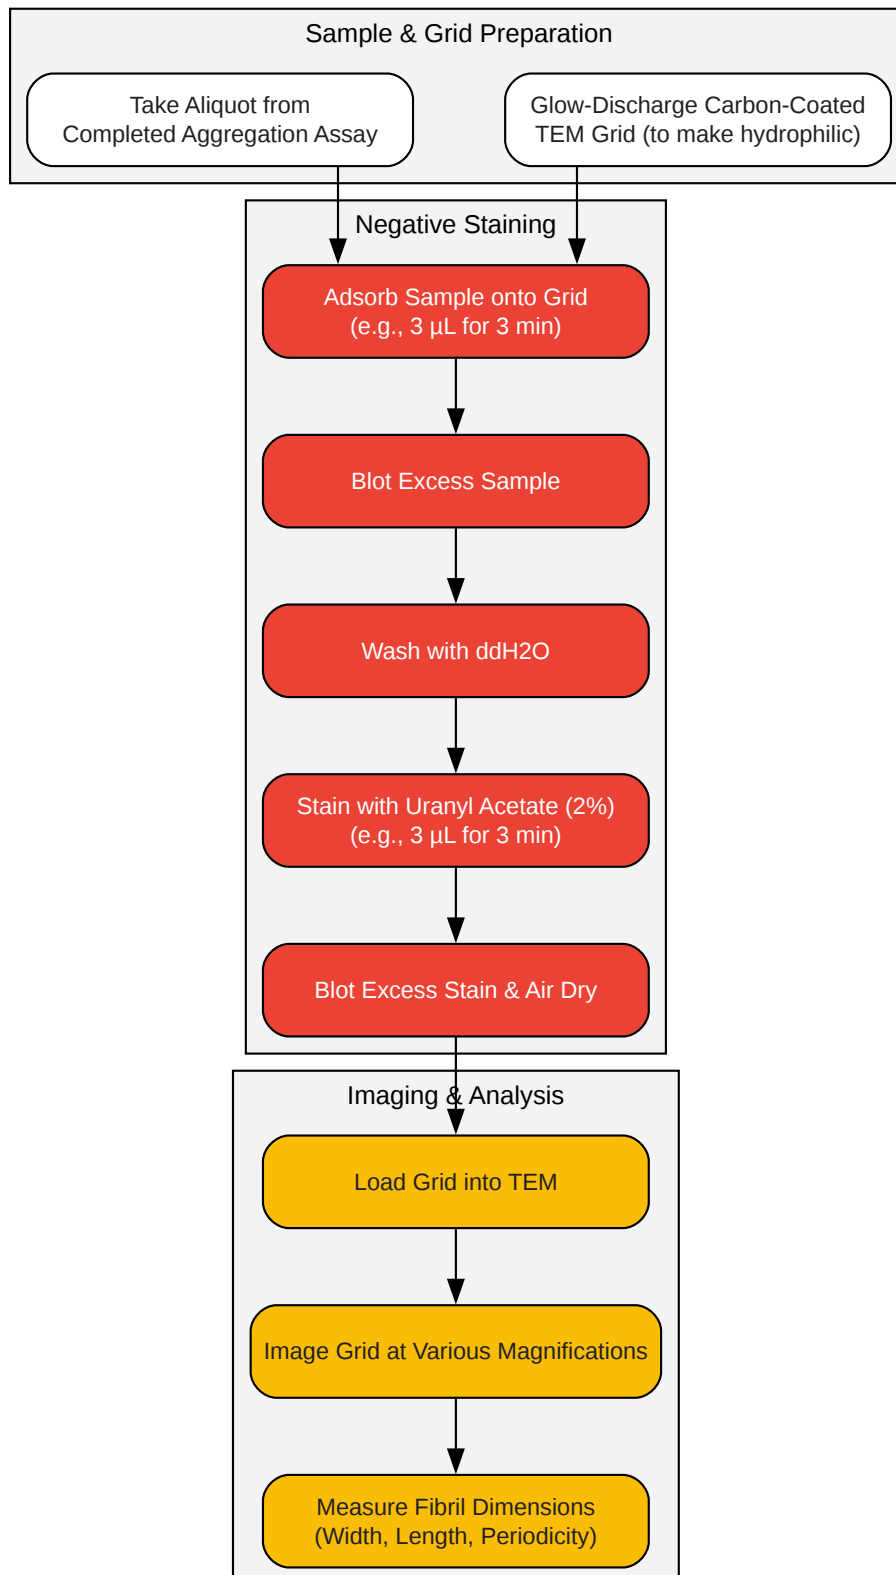 Sample & Grid Preparation
Take Aliquot from
Completed Aggregation Assay
Glow-Discharge Carbon-Coated
TEM Grid (to make hydrophilic)
Negative Staining
Adsorb Sample onto Grid
(e.g., 3 µL for 3 min)
Blot Excess Sample
Wash with ddH2O
Stain with Uranyl Acetate (2%)
(e.g., 3 µL for 3 min)
Blot Excess Stain & Air Dry
Imaging & Analysis
Load Grid into TEM
Image Grid at Various Magnifications
Measure Fibril Dimensions
(Width, Length, Periodicity)